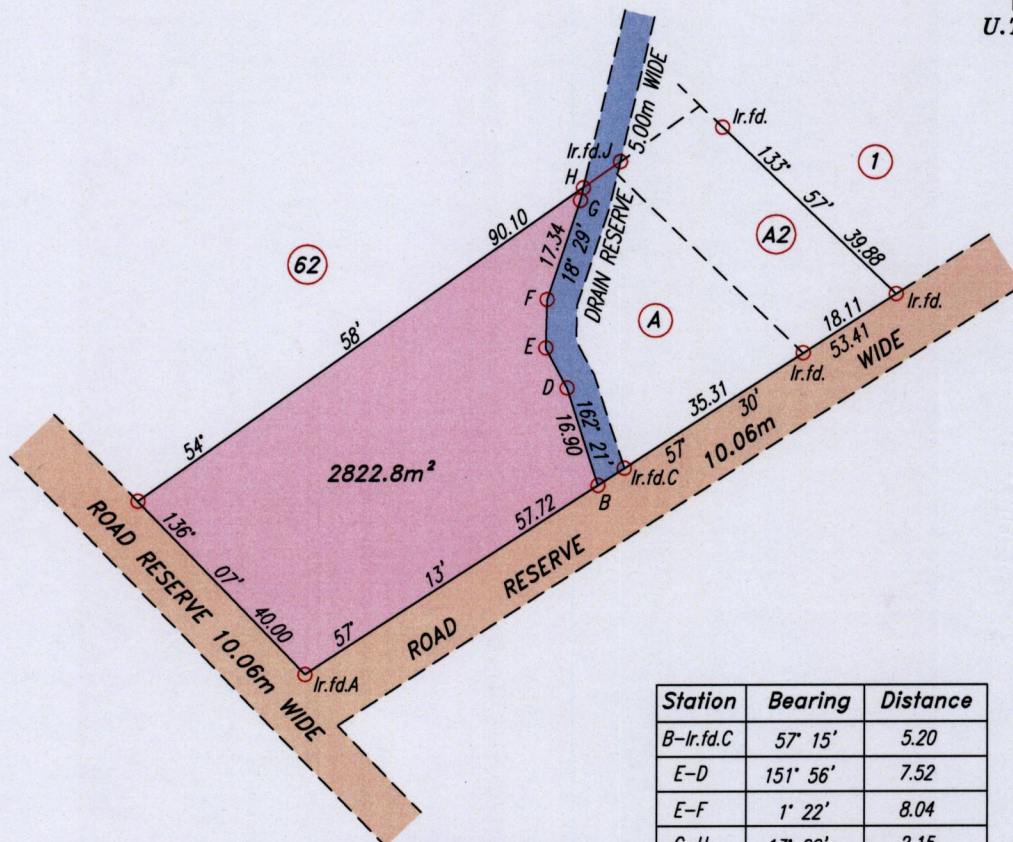 U.T
5.00m WIDE
Ir.fd.
Ir.fd.J
H
G
1
133° 57' 39.88
A2
90.10
17.34
18° 29'
DRAIN RESERVE
62
F
A
Ir.fd.
18.11
53.41
WIDE
58'
E
Ir.fd.
D
35.31
30'
57°
10.06m
162° 21'
16.90
54°
2822.8m²
Ir.fd.C
B
57.72
136° 07' 40.00
ROAD RESERVE 10.06m WIDE
13'
57°
ROAD RESERVE
Ir.fd.A
Station Bearing Distance
B-Ir.fd.C 57° 15' 5.20
E-D 151° 56' 7.52
E-F 1° 22' 8.04